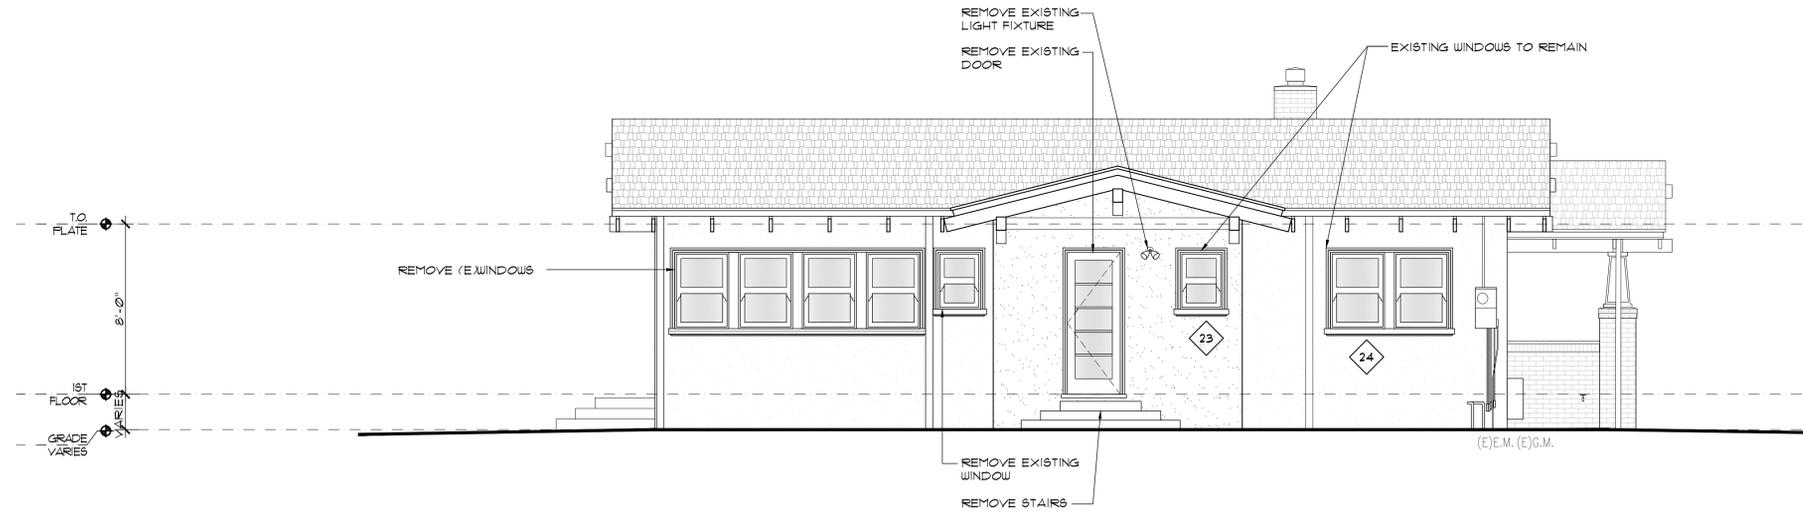 REMOVE EXISTING
LIGHT FIXTURE
REMOVE EXISTING
DOOR
EXISTING WINDOWS TO REMAIN
T.O.
PLATE
REMOVE (E)WINDOWS
8'-0"
23
24
1ST
FLOOR
VARIES
GRADE
VARIES
(E)E.M. (E)G.M.
REMOVE EXISTING
WINDOW
REMOVE STAIRS